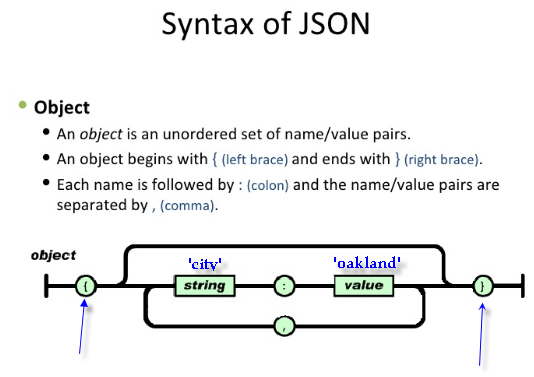 Syntax of JSON
• Object
• An object is an unordered set of name/value pairs.
• An object begins with { (left brace) and ends with } (right brace).
• Each name is followed by : (colon) and the name/value pairs are
separated by , (comma).
object
'city' 'oakland'
{ string : value }
,